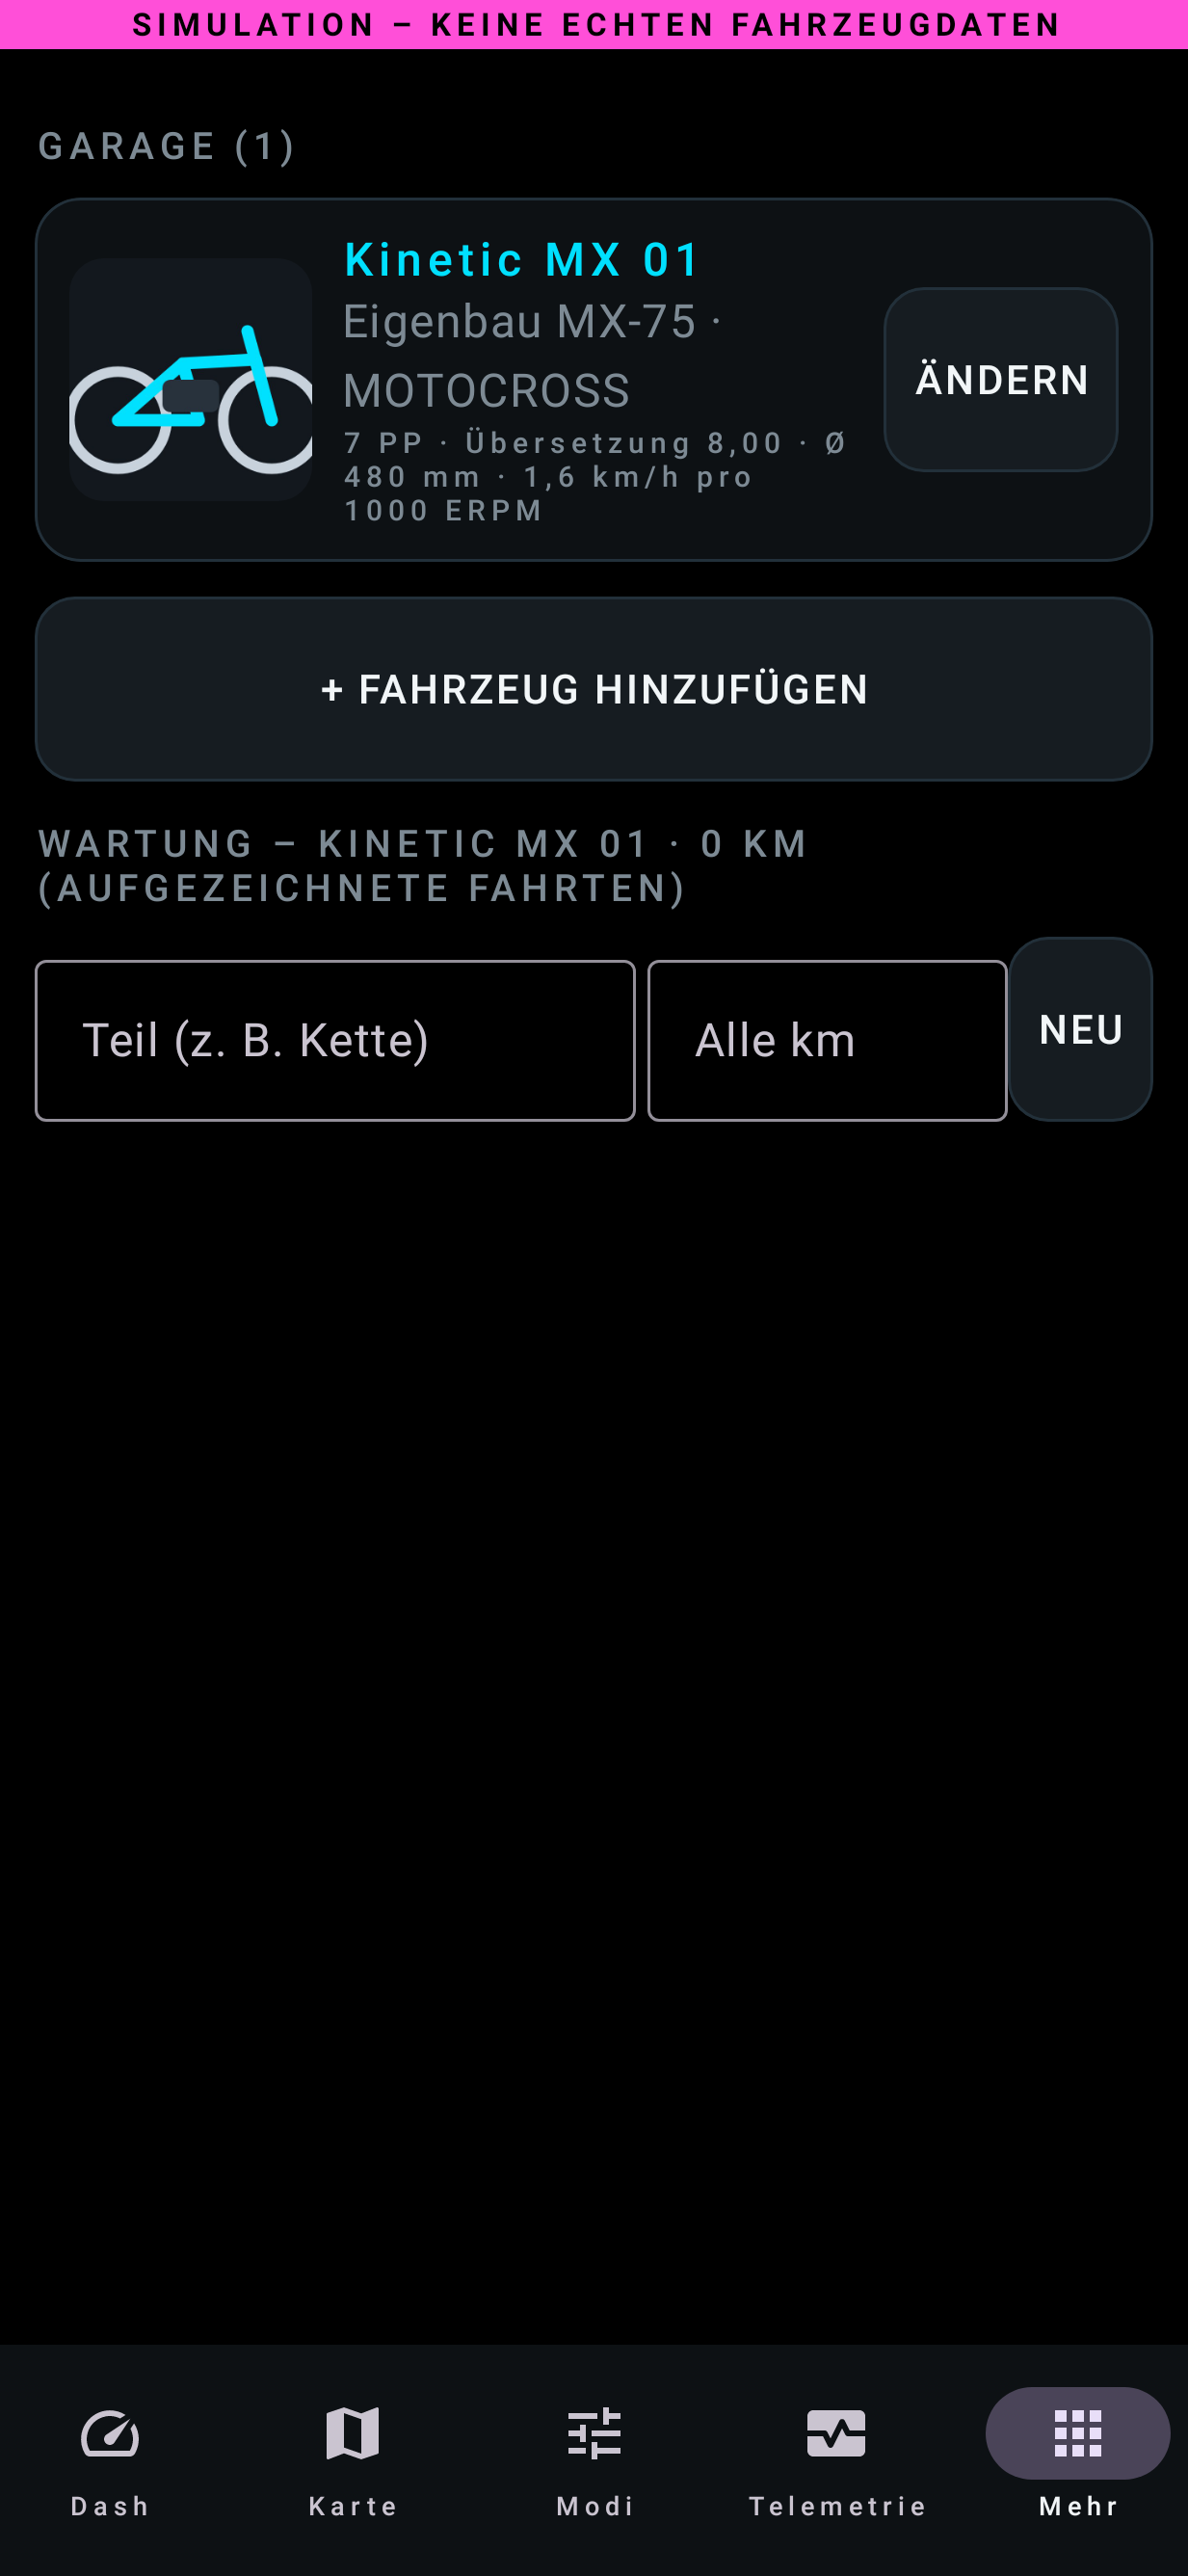 SIMULATION – KEINE ECHTEN FAHRZEUGDATEN
GARAGE (1)
Kinetic MX 01
Eigenbau MX-75 ·
MOTOCROSS
7 PP · Übersetzung 8,00 · Ø
480 mm · 1,6 km/h pro
1000 ERPM
ÄNDERN
+ FAHRZEUG HINZUFÜGEN
WARTUNG – KINETIC MX 01 · 0 KM
(AUFGEZEICHNETE FAHRTEN)
Teil (z. B. Kette)
Alle km
NEU
Dash
Karte
Modi
Telemetrie
Mehr